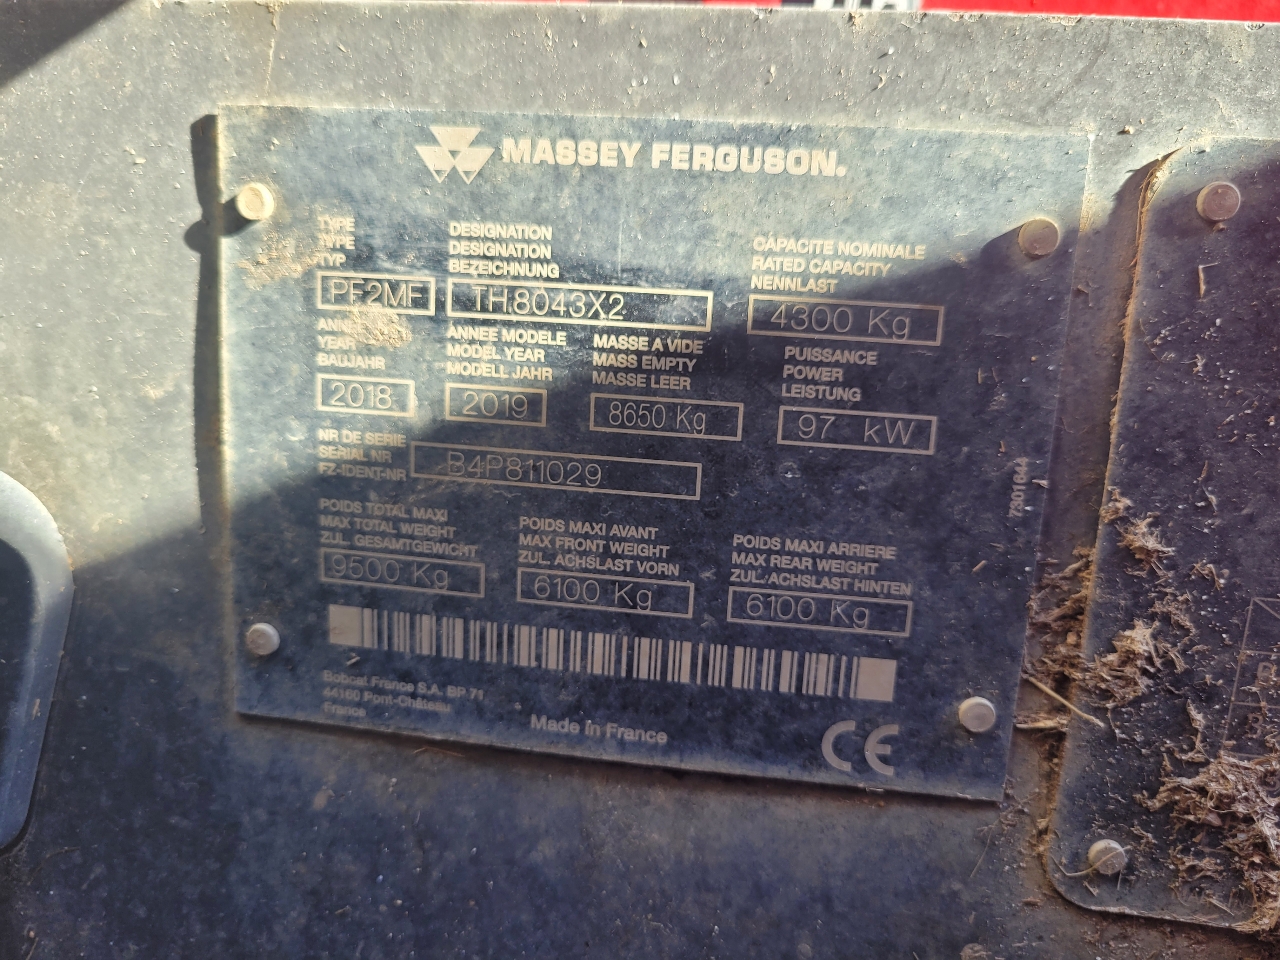 MASSEY FERGUSON.
TYPE
TYPE
TYP
PF2MF
DESIGNATION
DESIGNATION
BEZEICHNUNG
TH.8043X2
CAPACITE NOMINALE
RATED CAPACITY
NENNLAST
4300 Kg
ANNEE
YEAR
BAUJAHR
2018
ANNEE MODELE
MODEL YEAR
MODELL JAHR
2019
MASSE A VIDE
MASS EMPTY
MASSE LEER
8650 Kg
PUISSANCE
POWER
LEISTUNG
97 kW
NR DE SERIE
SERIAL NR
FZ-IDENT-NR
B4P811029
POIDS TOTAL MAXI
MAX TOTAL WEIGHT
ZUL. GESAMTGEWICHT
9500 Kg
POIDS MAXI AVANT
MAX FRONT WEIGHT
ZUL. ACHSLAST VORN
6100 Kg
POIDS MAXI ARRIERE
MAX REAR WEIGHT
ZUL. ACHSLAST HINTEN
6100 Kg
7301644
Bobcat France S.A. BP 71
44160 Pont-Château
France
Made in France
CE